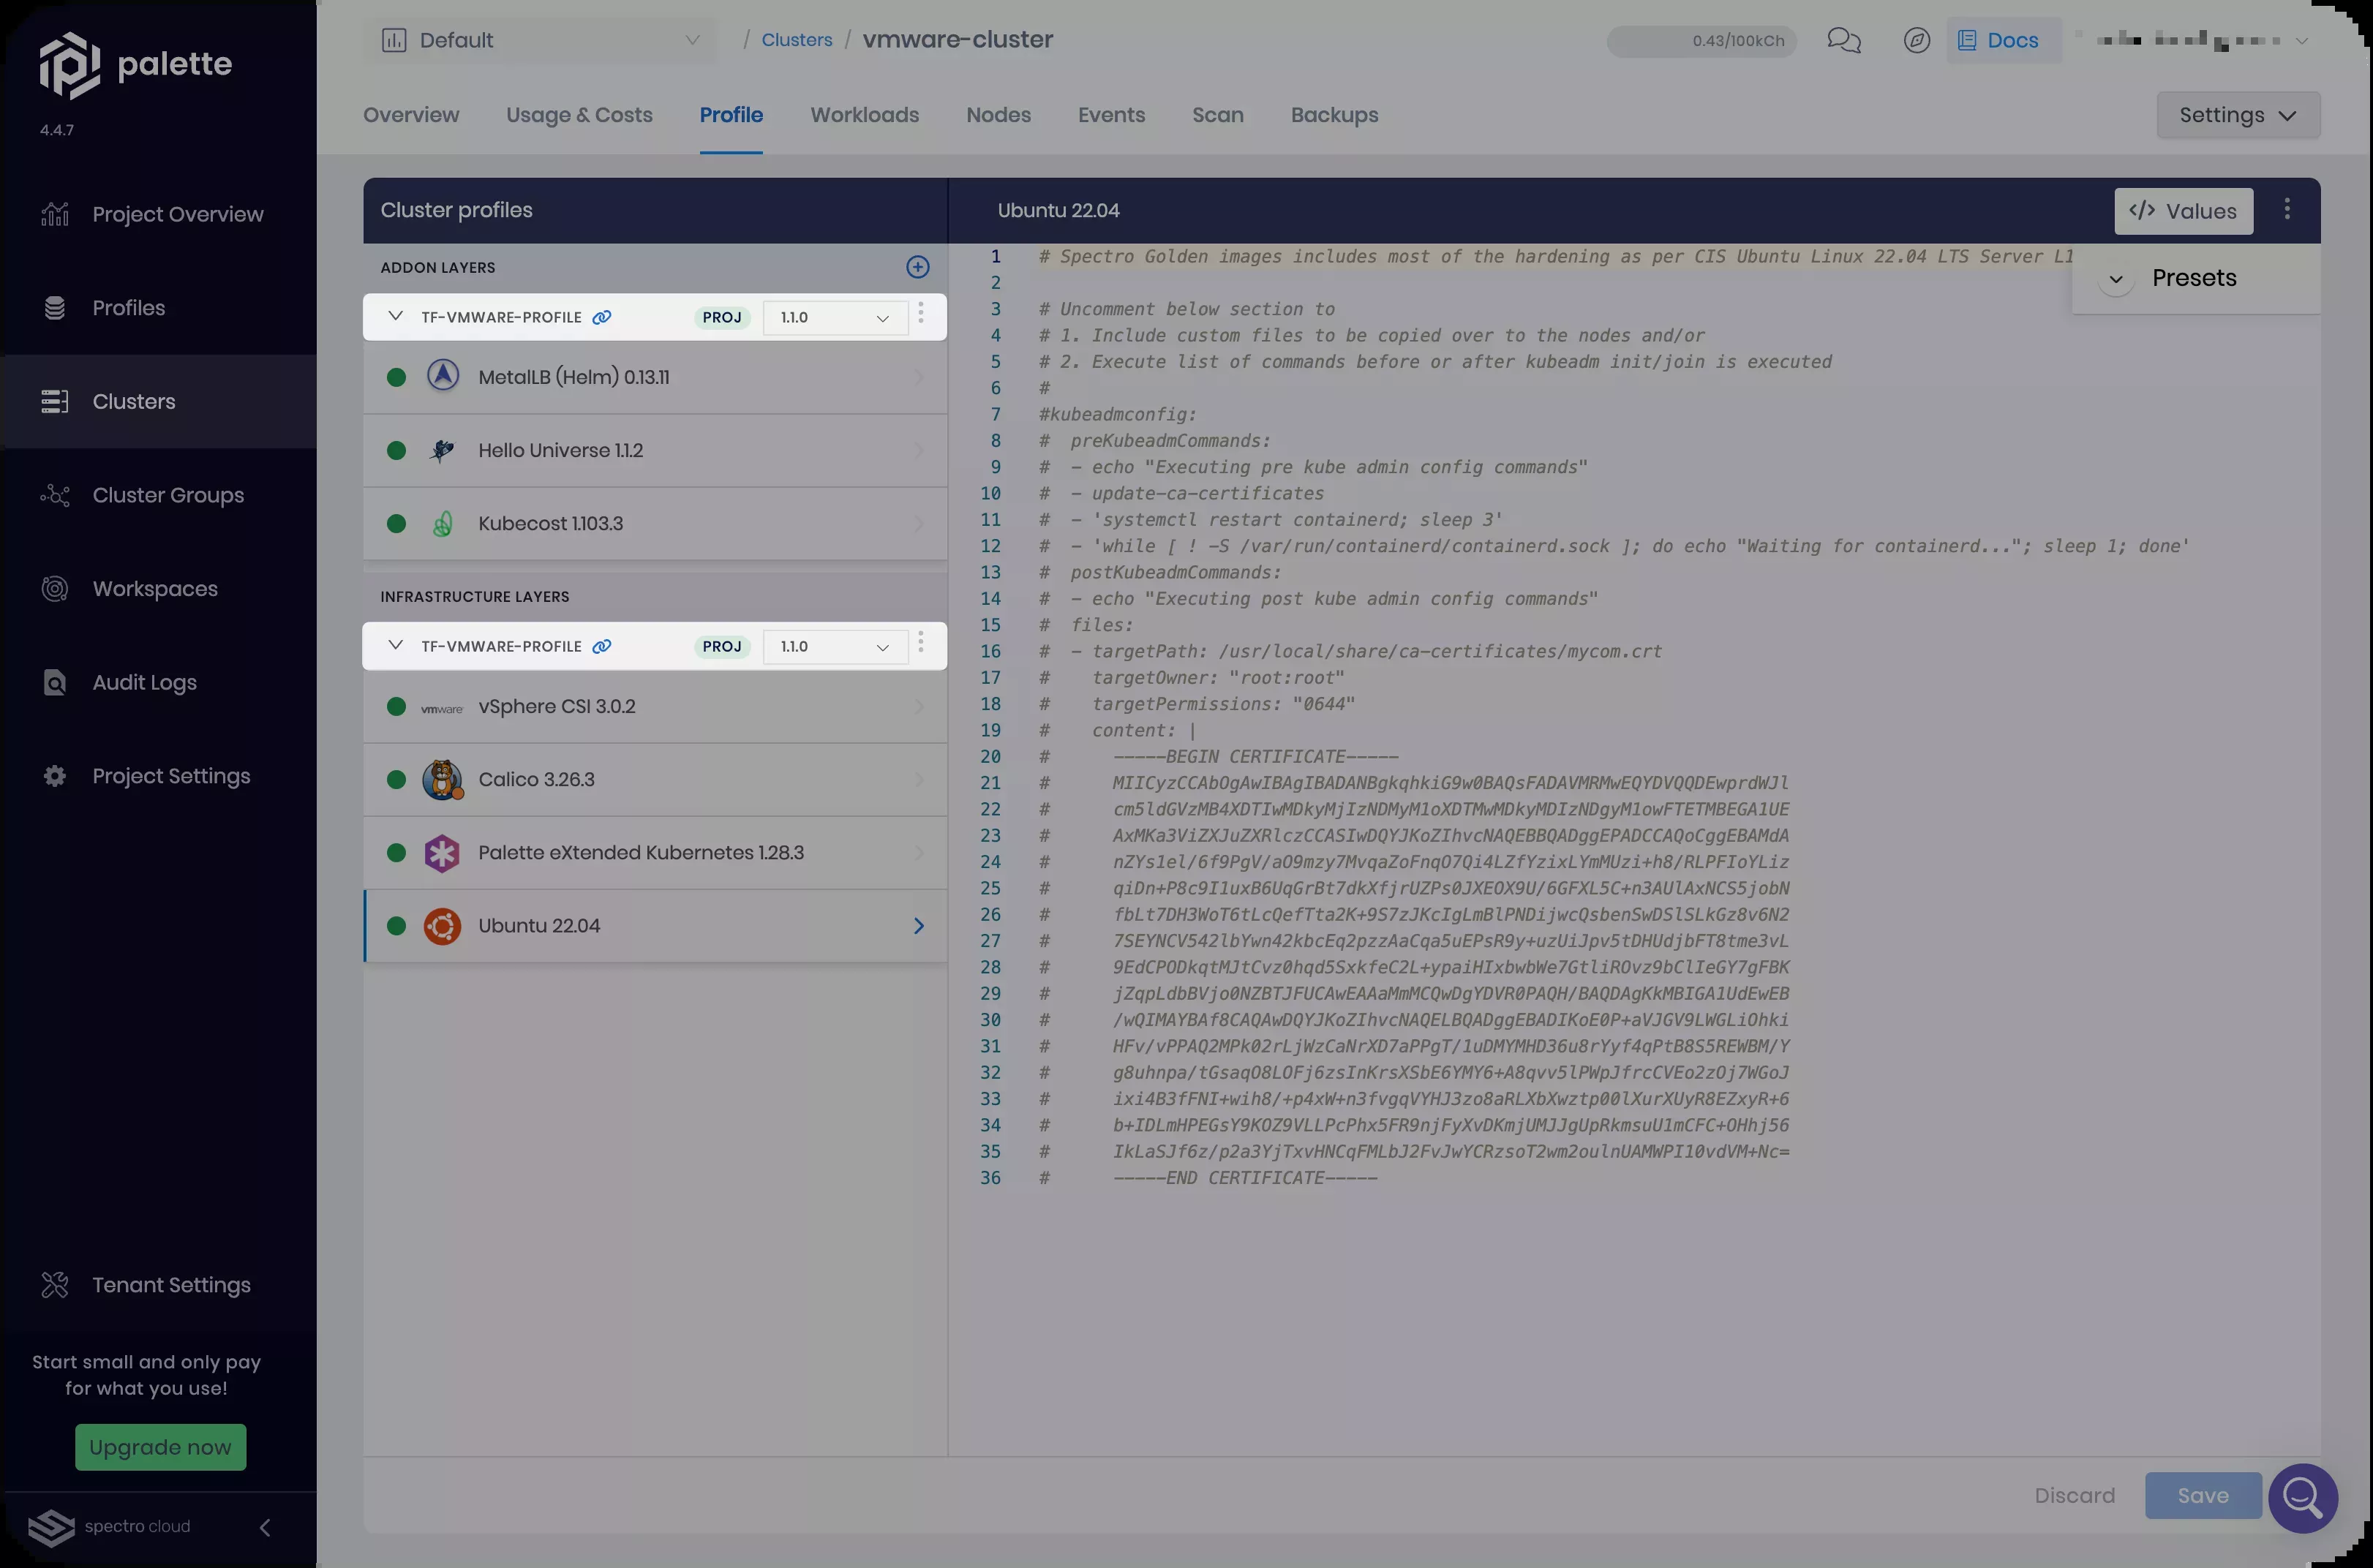 palette
4.4.7
Project Overview
Profiles
Clusters
Cluster Groups
Workspaces
Audit Logs
Project Settings
Tenant Settings
Start small and only pay
for what you use!
Upgrade now
spectro cloud
Default
/ Clusters / vmware-cluster
0.43/100kCh
Docs
Overview Usage & Costs Profile Workloads Nodes Events Scan Backups
Settings
Cluster profiles
ADDON LAYERS
TF-VMWARE-PROFILE PROJ 1.1.0
MetalLB (Helm) 0.13.11
Hello Universe 1.1.2
Kubecost 1.103.3
INFRASTRUCTURE LAYERS
TF-VMWARE-PROFILE PROJ 1.1.0
vmware vSphere CSI 3.0.2
Calico 3.26.3
Palette eXtended Kubernetes 1.28.3
Ubuntu 22.04
Ubuntu 22.04
</> Values
Presets
1 # Spectro Golden images includes most of the hardening as per CIS Ubuntu Linux 22.04 LTS Server L1
2
3 # Uncomment below section to
4 # 1. Include custom files to be copied over to the nodes and/or
5 # 2. Execute list of commands before or after kubeadm init/join is executed
6 #
7 #kubeadmconfig:
8 #  preKubeadmCommands:
9 #  - echo "Executing pre kube admin config commands"
10 #  - update-ca-certificates
11 #  - 'systemctl restart containerd; sleep 3'
12 #  - 'while [ ! -S /var/run/containerd/containerd.sock ]; do echo "Waiting for containerd..."; sleep 1; done'
13 #  postKubeadmCommands:
14 #  - echo "Executing post kube admin config commands"
15 #  files:
16 #  - targetPath: /usr/local/share/ca-certificates/mycom.crt
17 #    targetOwner: "root:root"
18 #    targetPermissions: "0644"
19 #    content: |
20 #      -----BEGIN CERTIFICATE-----
21 #      MIICyzCCAbOgAwIBAgIBADANBgkqhkiG9w0BAQsFADAVMRMwEQYDVQQDEwprdWJl
22 #      cm5ldGVzMB4XDTIwMDkyMjIzNDMyM1oXDTMwMDkyMDIzNDgyM1owFTETMBEGA1UE
23 #      AxMKa3ViZXJuZXRlczCCASIwDQYJKoZIhvcNAQEBBQADggEPADCCAQoCggEBAMdA
24 #      nZYs1el/6f9PgV/aO9mzy7MvqaZoFnqO7Qi4LZfYzixLYmMUzi+h8/RLPFIoYLiz
25 #      qiDn+P8c9I1uxB6UqGrBt7dkXfjrUZPs0JXEOX9U/6GFXL5C+n3AUlAxNCS5jobN
26 #      fbLt7DH3WoT6tLcQefTta2K+9S7zJKcIgLmBlPNDijwcQsbenSwDSlSLkGz8v6N2
27 #      7SEYNCV542lbYwn42kbcEq2pzzAaCqa5uEPsR9y+uzUiJpv5tDHUdjbFT8tme3vL
28 #      9EdCPODkqtMJtCvz0hqd5SxkfeC2L+ypaiHIxbwbWe7GtliROvz9bClIeGY7gFBK
29 #      jZqpLdbBVjo0NZBTJFUCAwEAAaMmMCQwDgYDVR0PAQH/BAQDAgKkMBIGA1UdEwEB
30 #      /wQIMAYBAf8CAQAwDQYJKoZIhvcNAQELBQADggEBADIKoE0P+aVJGV9LWGLiOhki
31 #      HFv/vPPAQ2MPk02rLjWzCaNrXD7aPPgT/1uDMYMHD36u8rYyf4qPtB8S5REWBM/Y
32 #      g8uhnpa/tGsaqO8LOFj6zsInKrsXSbE6YMY6+A8qvv5lPWpJfrcCVEo2zOj7WGoJ
33 #      ixi4B3fFNI+wih8/+p4xW+n3fvgqVYHJ3zo8aRLXbXwztp00lXurXUyR8EZxyR+6
34 #      b+IDLmHPEGsY9KOZ9VLLPcPhx5FR9njFyXvDKmjUMJJgUpRkmsuU1mCFC+OHhj56
35 #      IkLaSJf6z/p2a3YjTxvHNCqFMLbJ2FvJwYCRzsoT2wm2oulnUAMWPI10vdVM+Nc=
36 #      -----END CERTIFICATE-----
Discard
Save